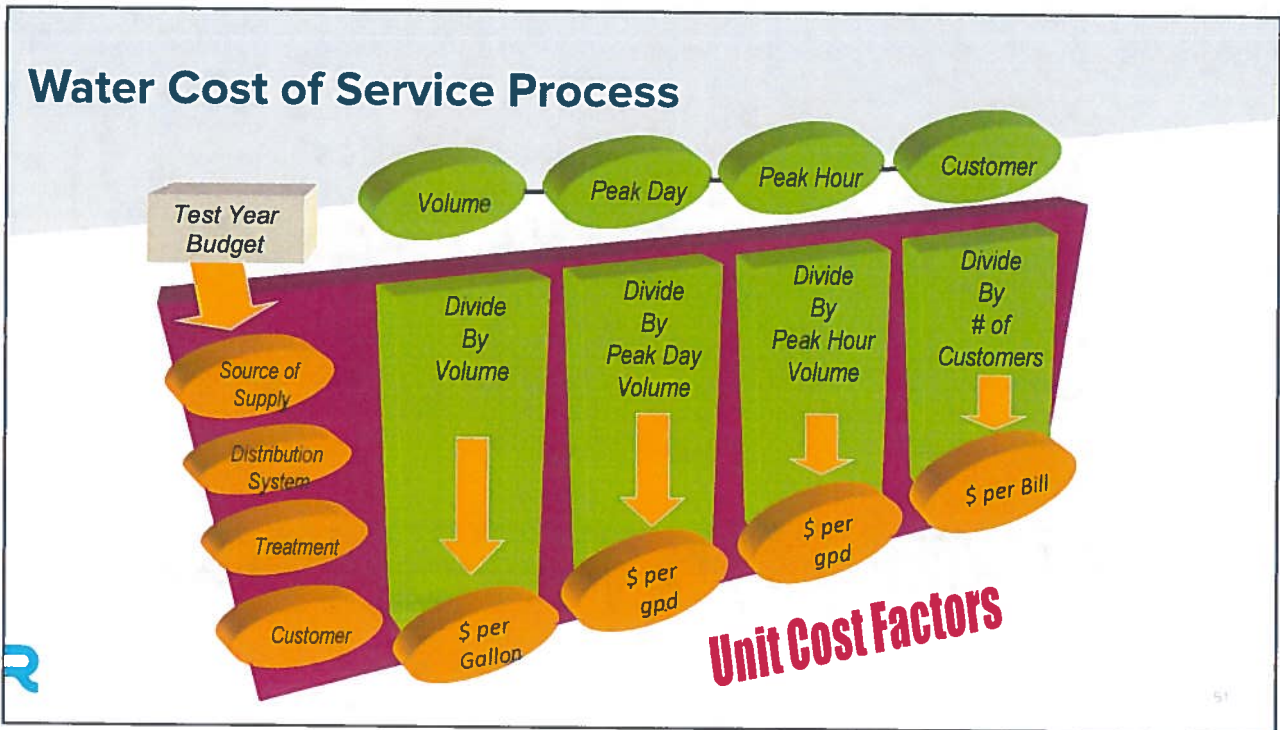 Water Cost of Service Process
Test Year
Budget
Volume
Peak Day
Peak Hour
Customer
Source of
Supply
Distribution
System
Treatment
Customer
Divide
By
Volume
Divide
By
Peak Day
Volume
Divide
By
Peak Hour
Volume
Divide
By
# of
Customers
$ per
Gallon
$ per
gpd
$ per
gpd
$ per Bill
Unit Cost Factors
R
51